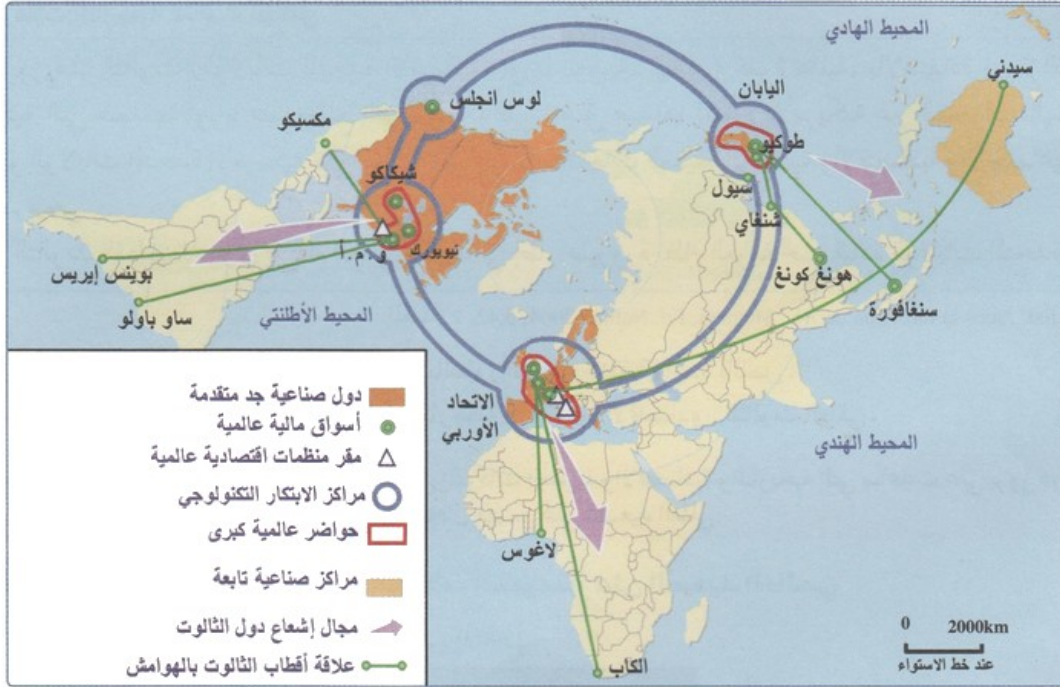 المحيط الهادي
سيدني
اليابان
لوس انجلس
مكسيكو
طوكيو
شيكاكو
سيول
شنغاي
نيويورك
و.م.أ
بوينس إيريس
هونغ كونغ
سنغافورة
ساو باولو
المحيط الأطلنتي
الاتحاد
الأوربي
المحيط الهندي
لاغوس
الكاب
دول صناعية جد متقدمة
أسواق مالية عالمية
مقر منظمات اقتصادية عالمية
مراكز الابتكار التكنولوجي
حواضر عالمية كبرى
مراكز صناعية تابعة
مجال إشعاع دول الثالوت
علاقة أقطاب الثالوت بالهوامش
0 2000km
عند خط الاستواء